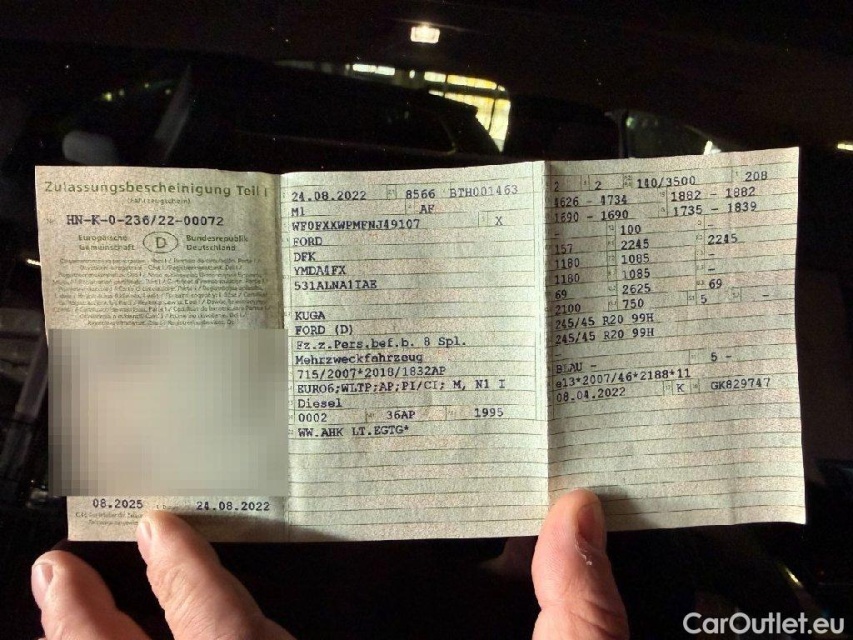 Zulassungsbescheinigung Teil I
(Fahrzeugschein)
HN-K-0-236/22-00072
Europäische Gemeinschaft D Bundesrepublik Deutschland
08.2025 24.08.2022
24.08.2022 8566 BTH001463
M1 AF
WF0FXXWPMFNJ49107 X
FORD
DFK
YMDA4FX
531ALNA1IAE
KUGA
FORD (D)
Fz.z.Pers.bef.b. 8 Spl.
Mehrzweckfahrzeug
715/2007*2018/1832AP
EURO6;WLTP;AP;PI/CI; M, N1 I
Diesel
0002 36AP 1995
WW.AHK LT.EGTG*
2 2 140/3500 208
4626 - 4734 1882 - 1882
1690 - 1690 1735 - 1839
- 100 -
157 2245 2245
1180 1085 -
1180 1085 -
69 2625 69
2100 750 5 -
245/45 R20 99H
245/45 R20 99H
BLAU - 5 -
e13*2007/46*2188*11
08.04.2022 K GK829747
CarOutlet.eu